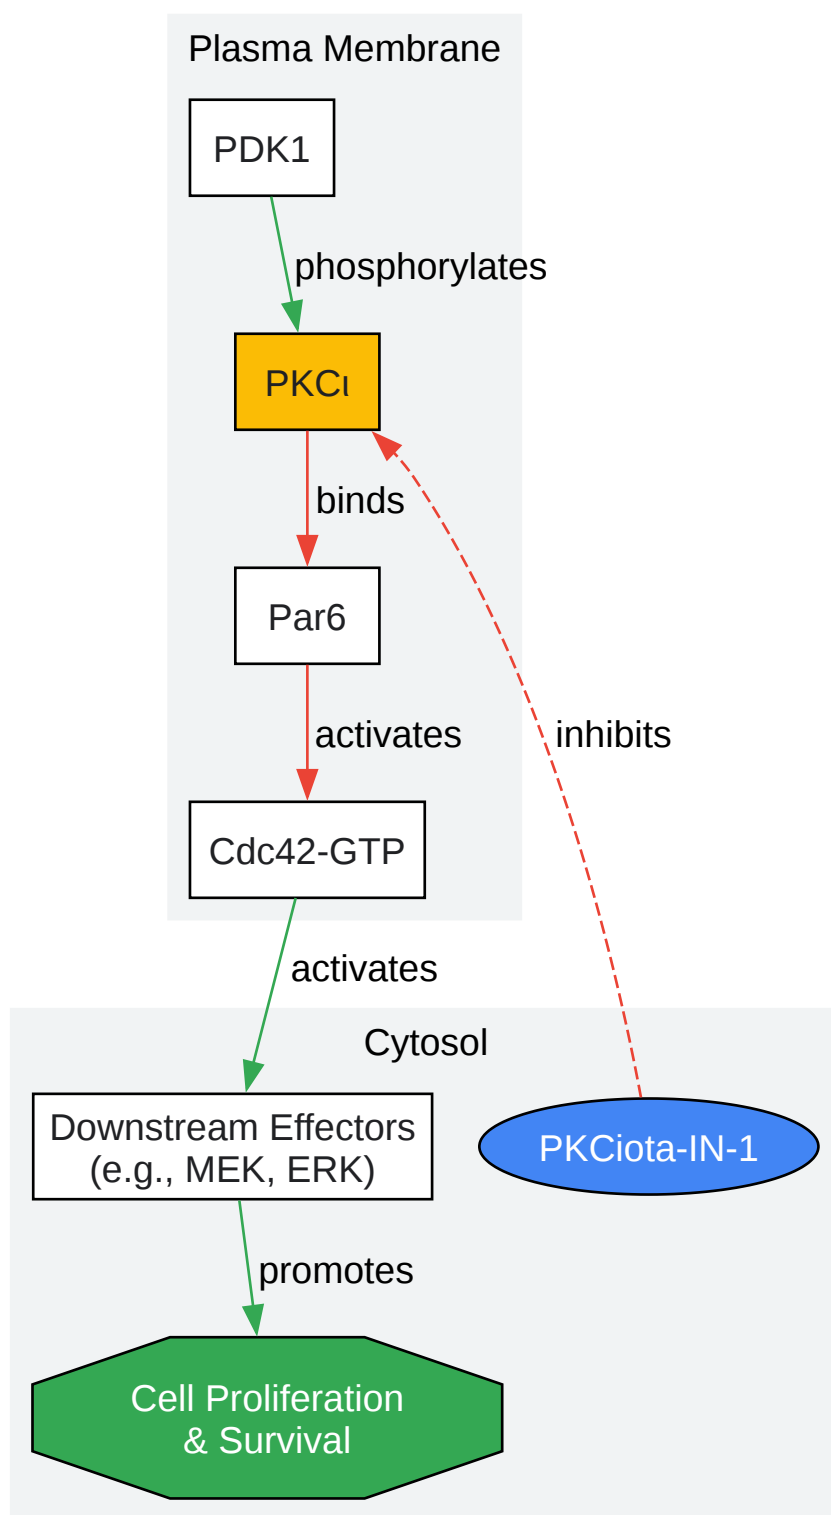 Plasma Membrane
PDK1
phosphorylates
PKCι
binds
Par6
activates
inhibits
Cdc42-GTP
activates
Cytosol
Downstream Effectors
(e.g., MEK, ERK)
PKCiota-IN-1
promotes
Cell Proliferation
& Survival